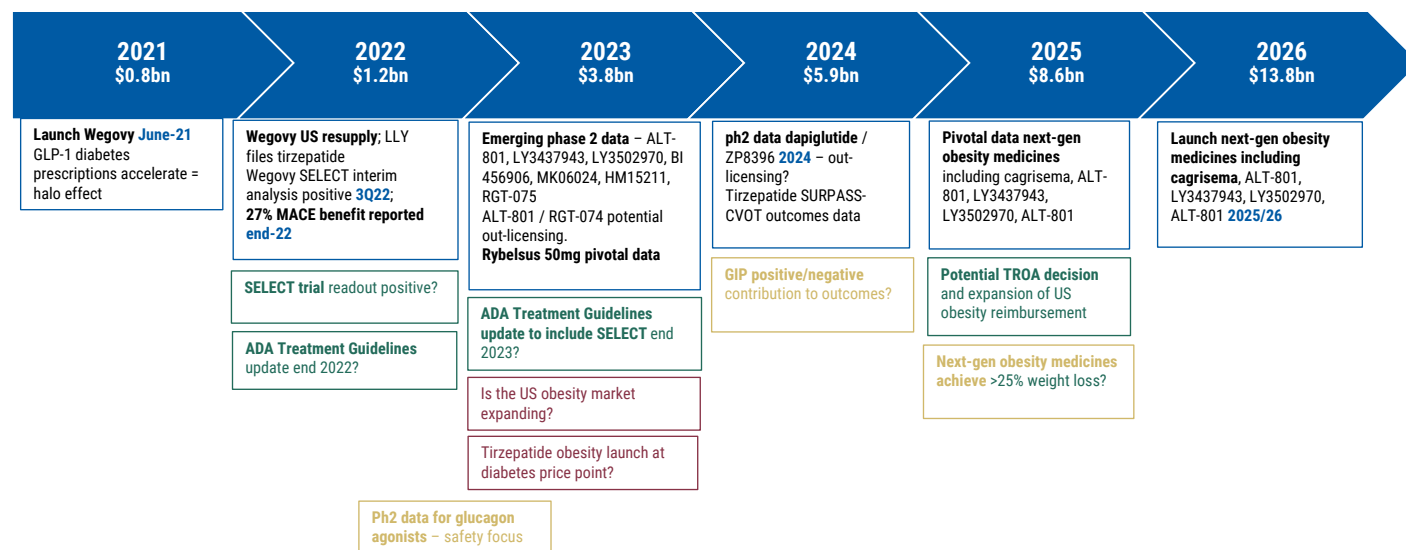 2021
$0.8bn
2022
$1.2bn
2023
$3.8bn
2024
$5.9bn
2025
$8.6bn
2026
$13.8bn
Launch Wegovy June-21
GLP-1 diabetes
prescriptions accelerate =
halo effect
Wegovy US resupply; LLY
files tirzepatide
Wegovy SELECT interim
analysis positive 3Q22;
27% MACE benefit reported
end-22
SELECT trial readout positive?
ADA Treatment Guidelines
update end 2022?
Emerging phase 2 data – ALT-
801, LY3437943, LY3502970, BI
456906, MK06024, HM15211,
RGT-075
ALT-801 / RGT-074 potential
out-licensing.
Rybelsus 50mg pivotal data
ADA Treatment Guidelines
update to include SELECT end
2023?
Is the US obesity market
expanding?
Tirzepatide obesity launch at
diabetes price point?
Ph2 data for glucagon
agonists – safety focus
ph2 data dapiglutide /
ZP8396 2024 – out-
licensing?
Tirzepatide SURPASS-
CVOT outcomes data
GIP positive/negative
contribution to outcomes?
Pivotal data next-gen
obesity medicines
including cagrisema, ALT-
801, LY3437943,
LY3502970, ALT-801
Potential TROA decision
and expansion of US
obesity reimbursement
Next-gen obesity medicines
achieve >25% weight loss?
Launch next-gen obesity
medicines including
cagrisema, ALT-801,
LY3437943, LY3502970,
ALT-801 2025/26